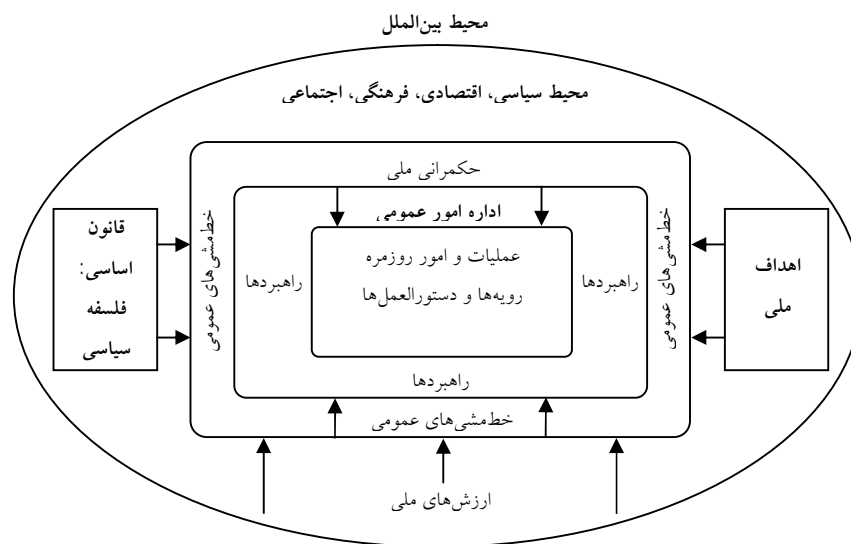 محیط بین‌الملل
محیط سیاسی، اقتصادی، فرهنگی، اجتماعی
حکمرانی ملی
خط‌مشی‌های عمومی
قانون
اساسی:
فلسفه
سیاسی
خط‌مشی‌های عمومی
اهداف
ملی
اداره امور عمومی
راهبردها
عملیات و امور روزمره
رویه‌ها و دستورالعمل‌ها
راهبردها
راهبردها
خط‌مشی‌های عمومی
ارزش‌های ملی